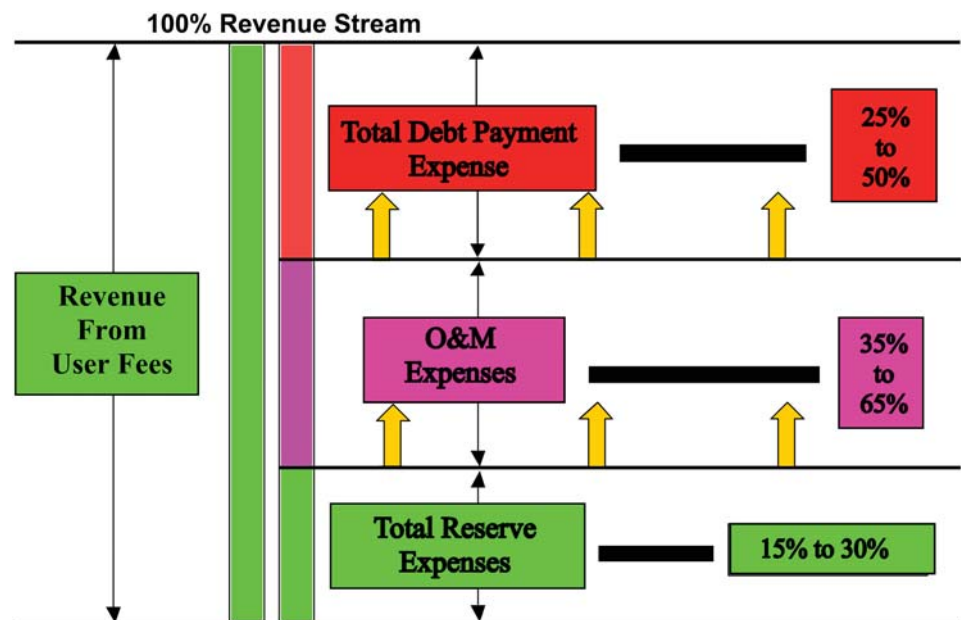 100% Revenue Stream
Total Debt Payment
Expense
25%
to
50%
Revenue
From
User Fees
O&M
Expenses
35%
to
65%
Total Reserve
Expenses
15% to 30%